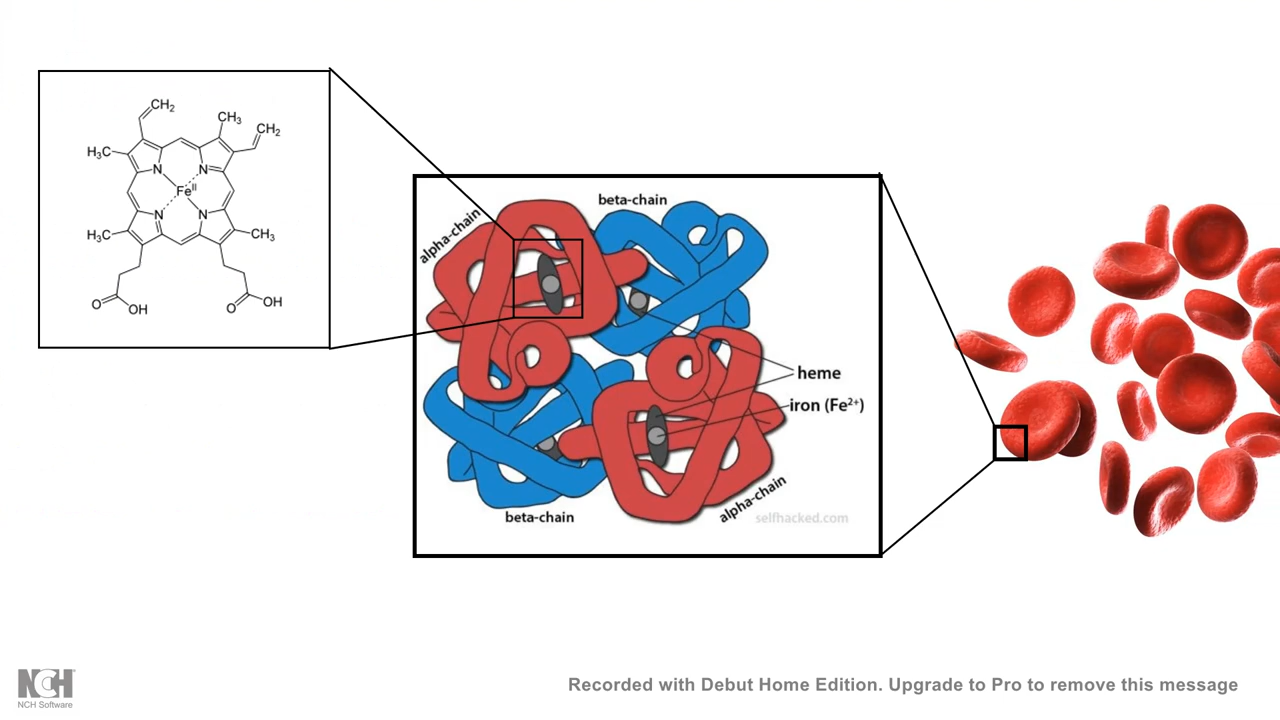 CH₂
CH₃
CH₂
H₃C
N
N
Feᴵᴵ
N
N
H₃C
CH₃
O
OH
O
OH
alpha-chain
beta-chain
heme
iron (Fe²⁺)
beta-chain
alpha-chain
selfhacked.com
NCH
NCH Software
Recorded with Debut Home Edition. Upgrade to Pro to remove this message